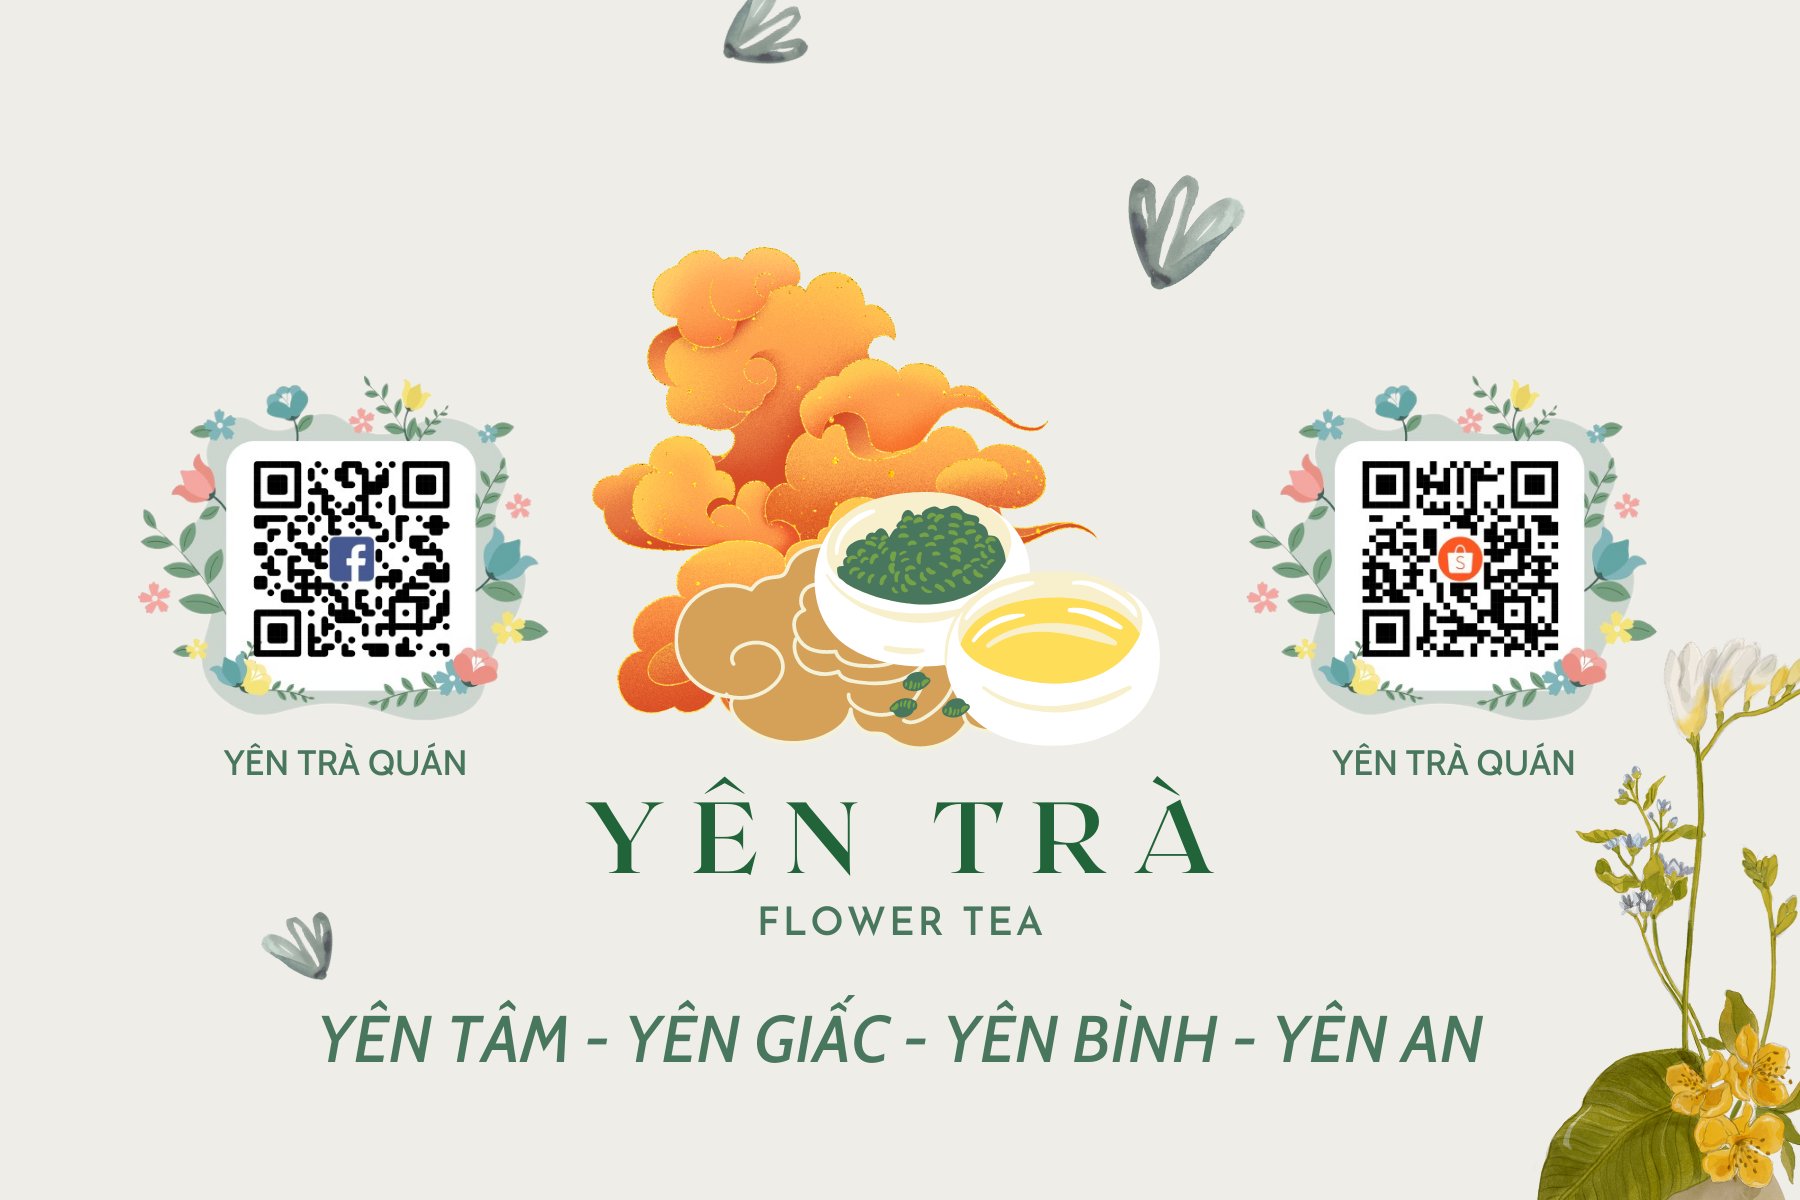 YÊN TRÀ QUÁN
YÊN TRÀ QUÁN
YÊN TRÀ
FLOWER TEA
YÊN TÂM - YÊN GIẤC - YÊN BÌNH - YÊN AN